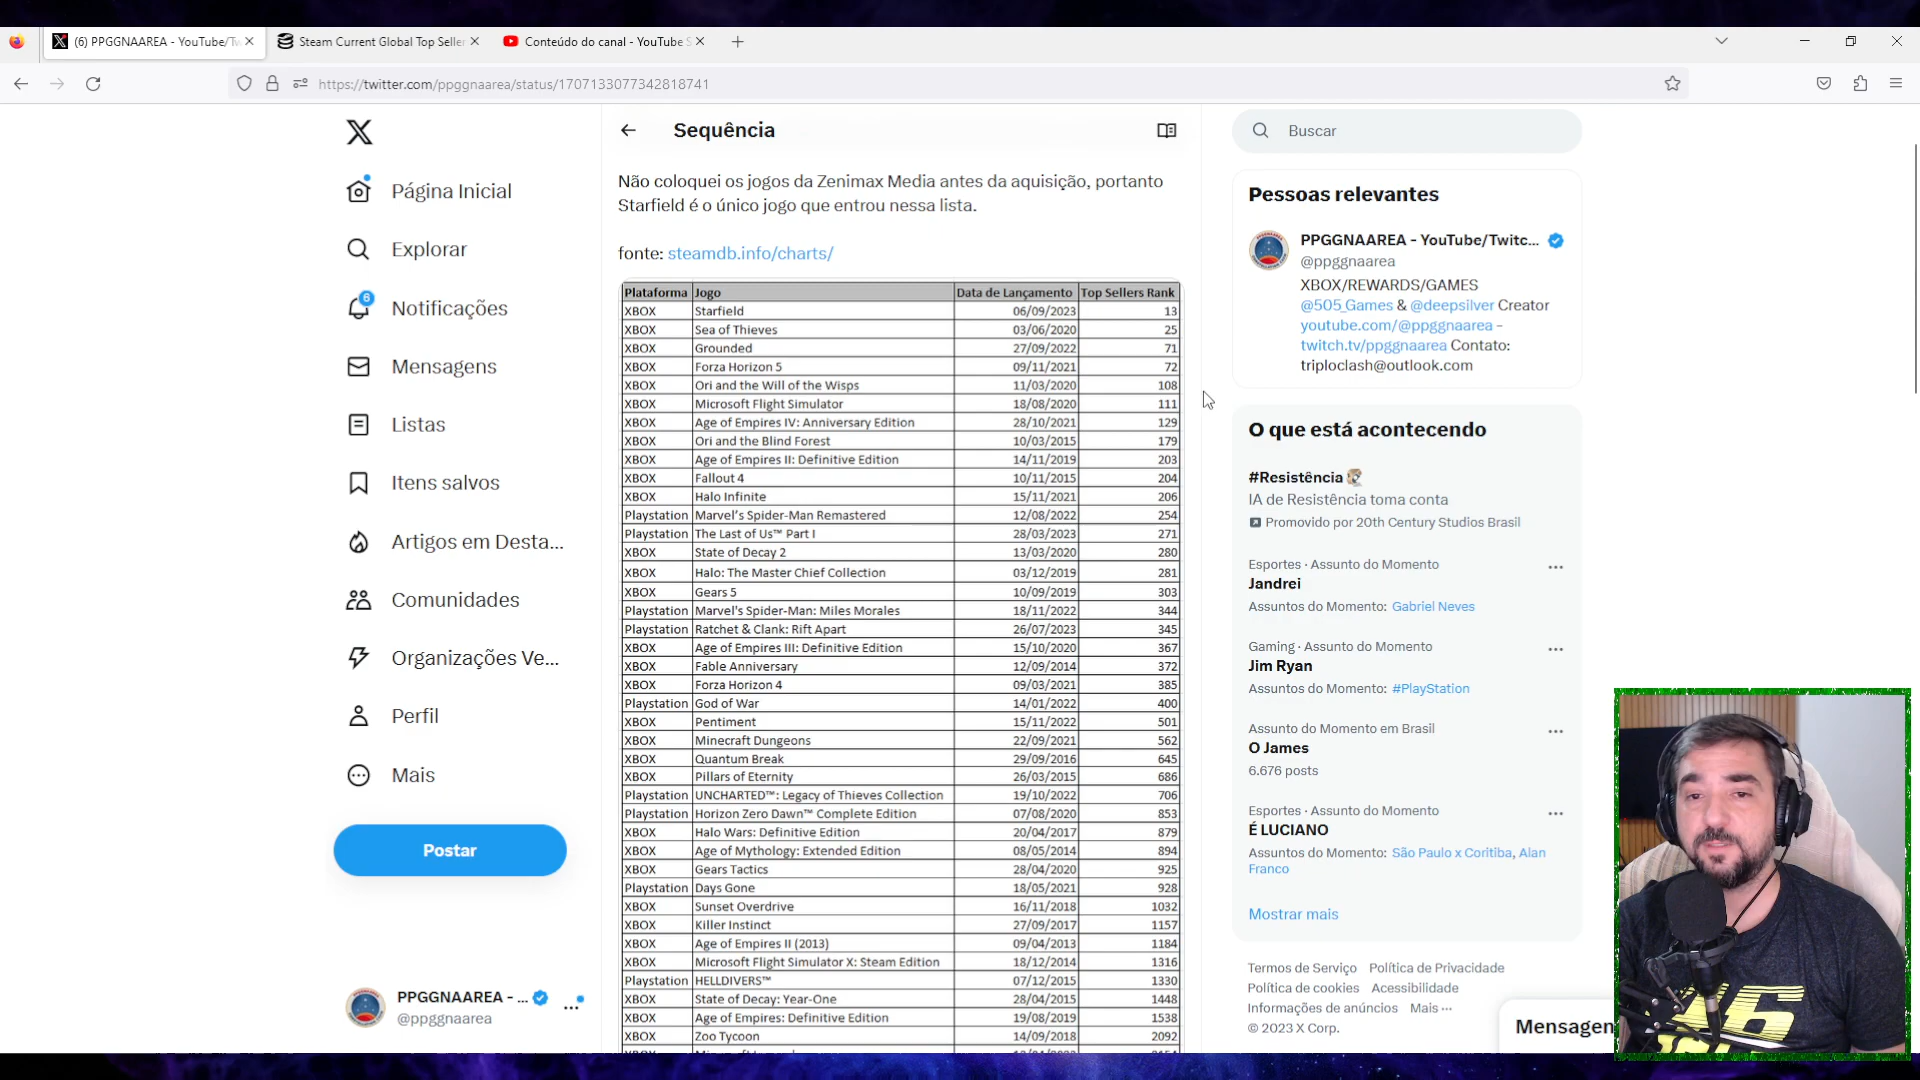 (6) PPGGNAAREA - YouTube/Tw
Steam Current Global Top Seller
Conteúdo do canal - YouTube S
https://twitter.com/ppggnaarea/status/1707133077342818741
Página Inicial
Explorar
6
Notificações
Mensagens
Listas
Itens salvos
Artigos em Desta...
Comunidades
Organizações Ve...
Perfil
Mais
Postar
PPGGNAAREA - ...
@ppggnaarea
Sequência
Não coloquei os jogos da Zenimax Media antes da aquisição, portanto
Starfield é o único jogo que entrou nessa lista.
fonte: steamdb.info/charts/
Plataforma Jogo Data de Lançamento Top Sellers Rank
XBOX Starfield 06/09/2023 13
XBOX Sea of Thieves 03/06/2020 25
XBOX Grounded 27/09/2022 71
XBOX Forza Horizon 5 09/11/2021 72
XBOX Ori and the Will of the Wisps 11/03/2020 108
XBOX Microsoft Flight Simulator 18/08/2020 111
XBOX Age of Empires IV: Anniversary Edition 28/10/2021 129
XBOX Ori and the Blind Forest 10/03/2015 179
XBOX Age of Empires II: Definitive Edition 14/11/2019 203
XBOX Fallout 4 10/11/2015 204
XBOX Halo Infinite 15/11/2021 206
Playstation Marvel's Spider-Man Remastered 12/08/2022 254
Playstation The Last of Us™ Part I 28/03/2023 271
XBOX State of Decay 2 13/03/2020 280
XBOX Halo: The Master Chief Collection 03/12/2019 281
XBOX Gears 5 10/09/2019 303
Playstation Marvel's Spider-Man: Miles Morales 18/11/2022 344
Playstation Ratchet & Clank: Rift Apart 26/07/2023 345
XBOX Age of Empires III: Definitive Edition 15/10/2020 367
XBOX Fable Anniversary 12/09/2014 372
XBOX Forza Horizon 4 09/03/2021 385
Playstation God of War 14/01/2022 400
XBOX Pentiment 15/11/2022 501
XBOX Minecraft Dungeons 22/09/2021 562
XBOX Quantum Break 29/09/2016 645
XBOX Pillars of Eternity 26/03/2015 686
Playstation UNCHARTED™: Legacy of Thieves Collection 19/10/2022 706
Playstation Horizon Zero Dawn™ Complete Edition 07/08/2020 853
XBOX Halo Wars: Definitive Edition 20/04/2017 879
XBOX Age of Mythology: Extended Edition 08/05/2014 894
XBOX Gears Tactics 28/04/2020 925
Playstation Days Gone 18/05/2021 928
XBOX Sunset Overdrive 16/11/2018 1032
XBOX Killer Instinct 27/09/2017 1157
XBOX Age of Empires II (2013) 09/04/2013 1184
XBOX Microsoft Flight Simulator X: Steam Edition 18/12/2014 1316
Playstation HELLDIVERS™ 07/12/2015 1330
XBOX State of Decay: Year-One 28/04/2015 1448
XBOX Age of Empires: Definitive Edition 19/08/2019 1538
XBOX Zoo Tycoon 14/09/2018 2092
Buscar
Pessoas relevantes
PPGGNAAREA - YouTube/Twitc...
@ppggnaarea
XBOX/REWARDS/GAMES
@505_Games & @deepsilver Creator
youtube.com/@ppggnaarea -
twitch.tv/ppggnaarea Contato:
triploclash@outlook.com
O que está acontecendo
#Resistência
IA de Resistência toma conta
Promovido por 20th Century Studios Brasil
Esportes · Assunto do Momento
Jandrei
Assuntos do Momento: Gabriel Neves
Gaming · Assunto do Momento
Jim Ryan
Assuntos do Momento: #PlayStation
Assunto do Momento em Brasil
O James
6.676 posts
Esportes · Assunto do Momento
É LUCIANO
Assuntos do Momento: São Paulo x Coritiba, Alan
Franco
Mostrar mais
Termos de Serviço Política de Privacidade
Política de cookies Acessibilidade
Informações de anúncios Mais ···
© 2023 X Corp.
Mensagen
46